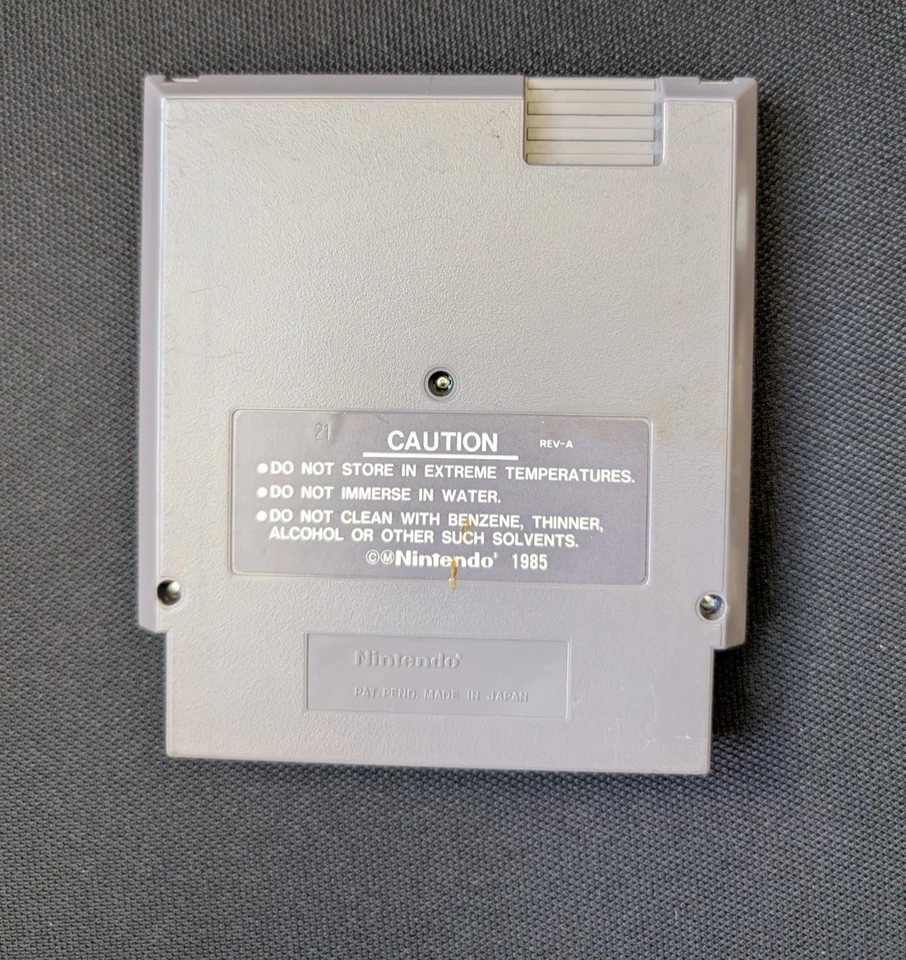 21
CAUTION REV-A
●DO NOT STORE IN EXTREME TEMPERATURES.
●DO NOT IMMERSE IN WATER.
●DO NOT CLEAN WITH BENZENE, THINNER,
ALCOHOL OR OTHER SUCH SOLVENTS.
©Ⓜ Nintendo® 1985
Nintendo®
PAT. PEND. MADE IN JAPAN